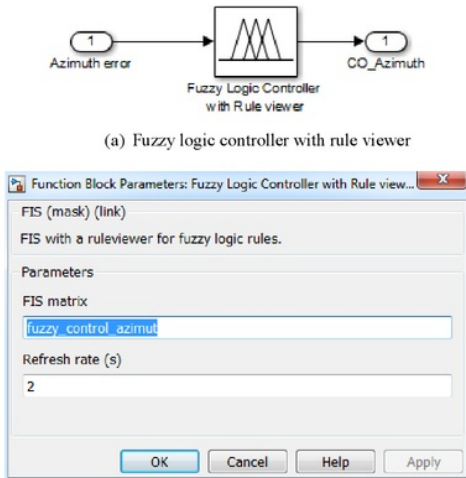 1
Azimuth error
Fuzzy Logic Controller
with Rule viewer
1
CO_Azimuth
(a) Fuzzy logic controller with rule viewer
Function Block Parameters: Fuzzy Logic Controller with Rule view...
FIS (mask) (link)
FIS with a ruleviewer for fuzzy logic rules.
Parameters
FIS matrix
fuzzy_control_azimut
Refresh rate (s)
2
OK Cancel Help Apply